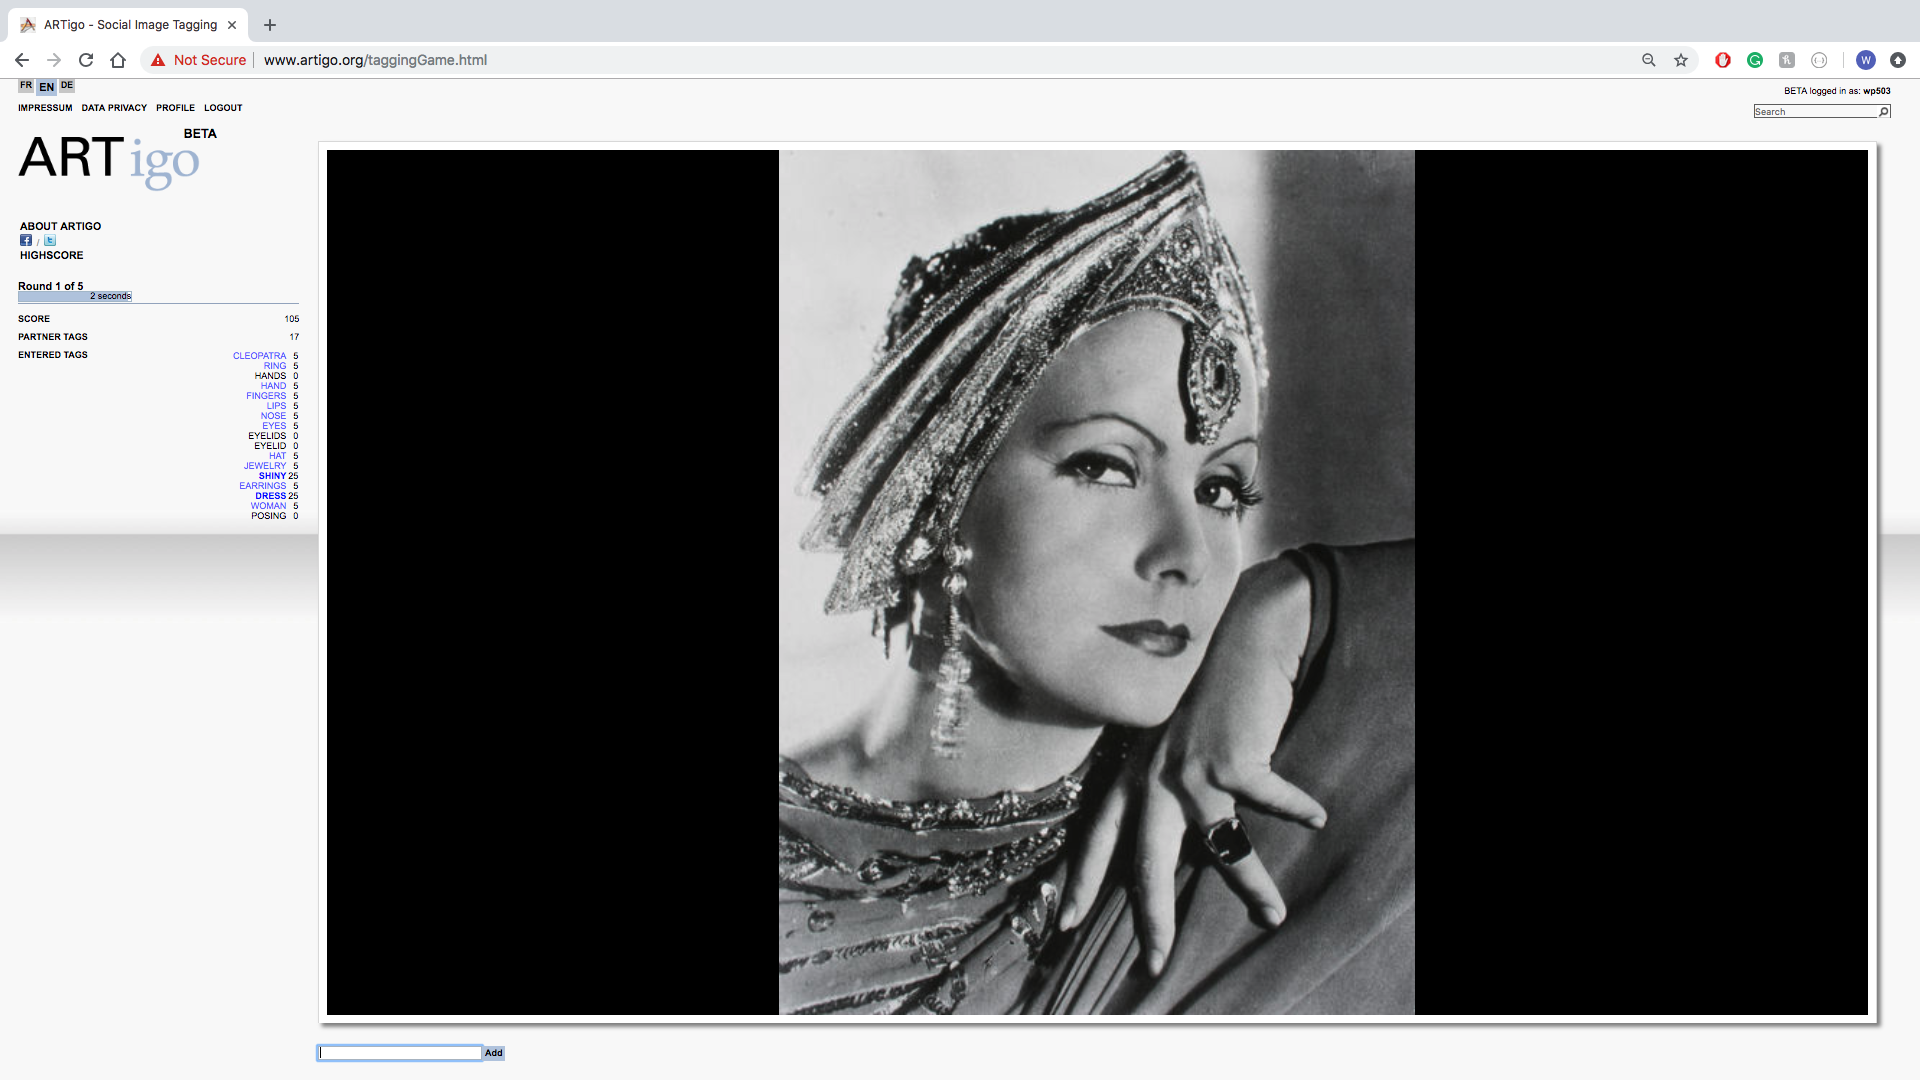 ARTigo - Social Image Tagging
Not Secure www.artigo.org/taggingGame.html
W
FR EN DE
BETA logged in as: wp503
IMPRESSUM DATA PRIVACY PROFILE LOGOUT
Search
BETA
ARTigo
ABOUT ARTIGO
f / t
HIGHSCORE
Round 1 of 5
2 seconds
SCORE 105
PARTNER TAGS 17
ENTERED TAGS CLEOPATRA 5
RING 5
HANDS 0
HAND 5
FINGERS 5
LIPS 5
NOSE 5
EYES 5
EYELIDS 0
EYELID 0
HAT 5
JEWELRY 5
SHINY 25
EARRINGS 5
DRESS 25
WOMAN 5
POSING 0
Add